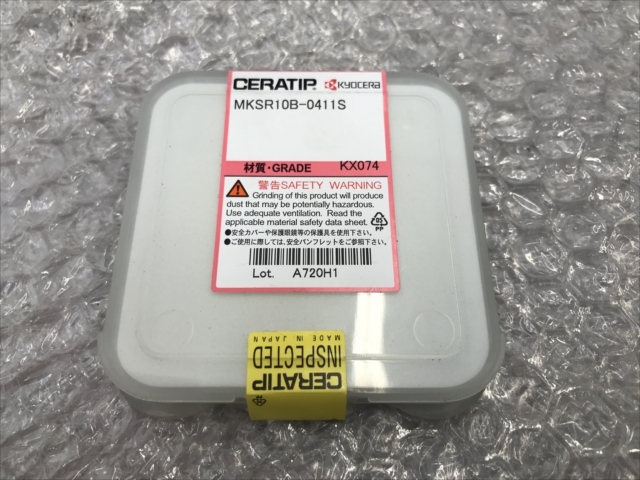 CERATIP KYOCERA
MKSR10B-0411S
材質・GRADE KX074
警告SAFETY WARNING
Grinding of this product will produce
dust that may be potentially hazardous.
Use adequate ventilation. Read the
applicable material safety data sheet.
●安全カバーや保護眼鏡等の保護具を使用下さい。
●ご使用に際しては、安全パンフレットをご参照下さい。
PP
Lot. A720H1
CERATIP
INSPECTED
MADE IN JAPAN